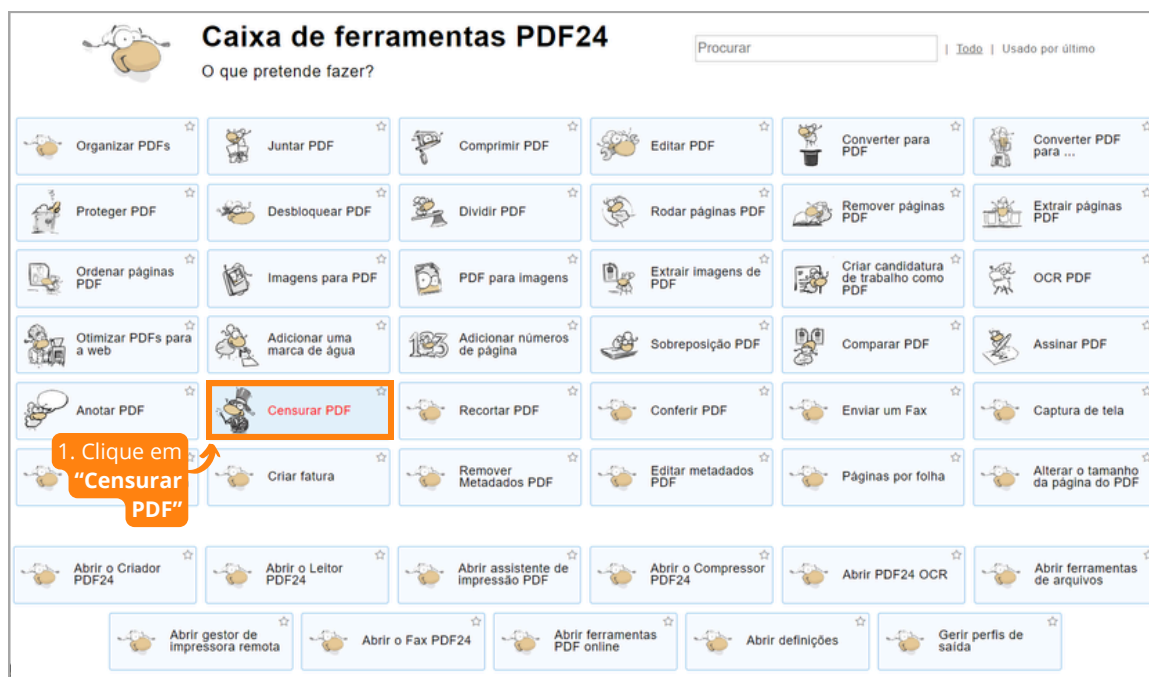 Caixa de ferramentas PDF24
O que pretende fazer?
Procurar
| Todo | Usado por último
Organizar PDFs
Juntar PDF
Comprimir PDF
Editar PDF
Converter para
PDF
Converter PDF
para ...
Proteger PDF
Desbloquear PDF
Dividir PDF
Rodar páginas PDF
Remover páginas
PDF
Extrair páginas
PDF
Ordenar páginas
PDF
Imagens para PDF
PDF para imagens
Extrair imagens de
PDF
Criar candidatura
de trabalho como
PDF
OCR PDF
Otimizar PDFs para
a web
Adicionar uma
marca de água
123
Adicionar números
de página
Sobreposição PDF
Comparar PDF
Assinar PDF
Anotar PDF
Censurar PDF
Recortar PDF
Conferir PDF
Enviar um Fax
Captura de tela
1. Clique em
“Censurar
PDF”
Criar fatura
Remover
Metadados PDF
Editar metadados
PDF
Páginas por folha
Alterar o tamanho
da página do PDF
Abrir o Criador
PDF24
Abrir o Leitor
PDF24
Abrir assistente de
impressão PDF
Abrir o Compressor
PDF24
Abrir PDF24 OCR
Abrir ferramentas
de arquivos
Abrir gestor de
impressora remota
Abrir o Fax PDF24
Abrir ferramentas
PDF online
Abrir definições
Gerir perfis de
saída